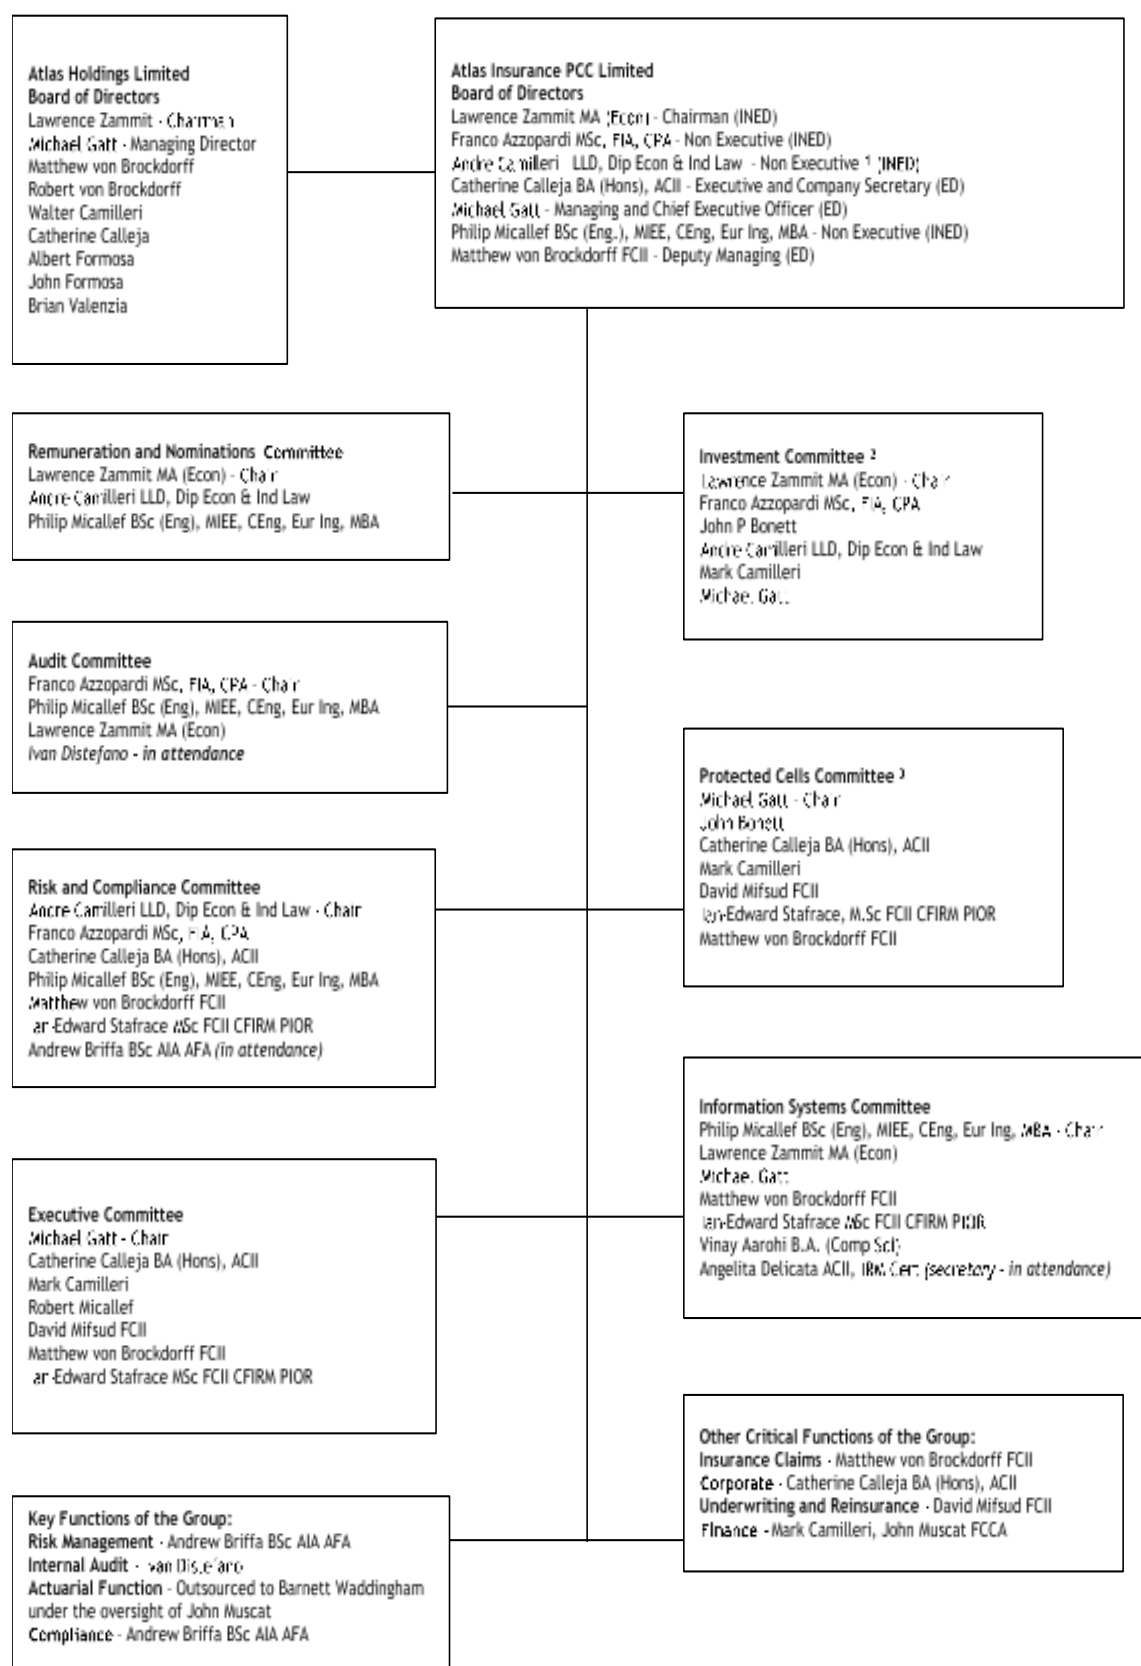 Atlas Holdings Limited
Board of Directors
Lawrence Zammit - Chairman
Michael Gatt - Managing Director
Matthew von Brockdorff
Robert von Brockdorff
Walter Camilleri
Catherine Calleja
Albert Formosa
John Formosa
Brian Valenzia
Atlas Insurance PCC Limited
Board of Directors
Lawrence Zammit MA (Econ) - Chairman (INED)
Franco Azzopardi MSc, FIA, CPA - Non Executive (INED)
Andre Camilleri LLD, Dip Econ & Ind Law - Non Executive ¹ (INED)
Catherine Calleja BA (Hons), ACII - Executive and Company Secretary (ED)
Michael Gatt - Managing and Chief Executive Officer (ED)
Philip Micallef BSc (Eng.), MIEE, CEng, Eur Ing, MBA - Non Executive (INED)
Matthew von Brockdorff FCII - Deputy Managing (ED)
Remuneration and Nominations Committee
Lawrence Zammit MA (Econ) - Chair
Andre Camilleri LLD, Dip Econ & Ind Law
Philip Micallef BSc (Eng), MIEE, CEng, Eur Ing, MBA
Investment Committee ²
Lawrence Zammit MA (Econ) - Chair
Franco Azzopardi MSc, FIA, CPA
John P Bonett
Andre Camilleri LLD, Dip Econ & Ind Law
Mark Camilleri
Michael Gatt
Audit Committee
Franco Azzopardi MSc, FIA, CPA - Chair
Philip Micallef BSc (Eng), MIEE, CEng, Eur Ing, MBA
Lawrence Zammit MA (Econ)
Ivan Distefano - in attendance
Protected Cells Committee ³
Michael Gatt - Chair
John Bonett
Catherine Calleja BA (Hons), ACII
Mark Camilleri
David Mifsud FCII
Ian-Edward Stafrace, M.Sc FCII CFIRM PIOR
Matthew von Brockdorff FCII
Risk and Compliance Committee
Andre Camilleri LLD, Dip Econ & Ind Law - Chair
Franco Azzopardi MSc, FIA, CPA
Catherine Calleja BA (Hons), ACII
Philip Micallef BSc (Eng), MIEE, CEng, Eur Ing, MBA
Matthew von Brockdorff FCII
Ian-Edward Stafrace MSc FCII CFIRM PIOR
Andrew Briffa BSc AIA AFA (in attendance)
Information Systems Committee
Philip Micallef BSc (Eng), MIEE, CEng, Eur Ing, MBA - Chair
Lawrence Zammit MA (Econ)
Michael Gatt
Matthew von Brockdorff FCII
Ian-Edward Stafrace MSc FCII CFIRM PIOR
Vinay Aarohi B.A. (Comp Sci)
Angelita Delicata ACII, IRM Cert (secretary - in attendance)
Executive Committee
Michael Gatt - Chair
Catherine Calleja BA (Hons), ACII
Mark Camilleri
Robert Micallef
David Mifsud FCII
Matthew von Brockdorff FCII
Ian-Edward Stafrace MSc FCII CFIRM PIOR
Other Critical Functions of the Group:
Insurance Claims - Matthew von Brockdorff FCII
Corporate - Catherine Calleja BA (Hons), ACII
Underwriting and Reinsurance - David Mifsud FCII
Finance - Mark Camilleri, John Muscat FCCA
Key Functions of the Group:
Risk Management - Andrew Briffa BSc AIA AFA
Internal Audit - Ivan Distefano
Actuarial Function - Outsourced to Barnett Waddingham
under the oversight of John Muscat
Compliance - Andrew Briffa BSc AIA AFA